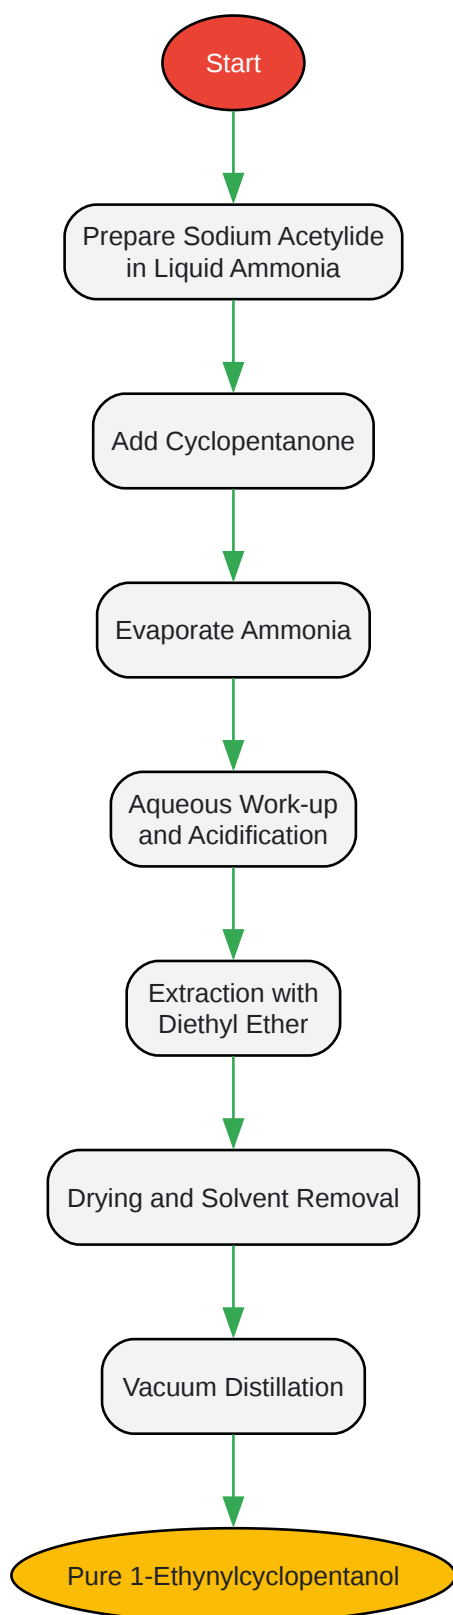 Start
Prepare Sodium Acetylide
in Liquid Ammonia
Add Cyclopentanone
Evaporate Ammonia
Aqueous Work-up
and Acidification
Extraction with
Diethyl Ether
Drying and Solvent Removal
Vacuum Distillation
Pure 1-Ethynylcyclopentanol